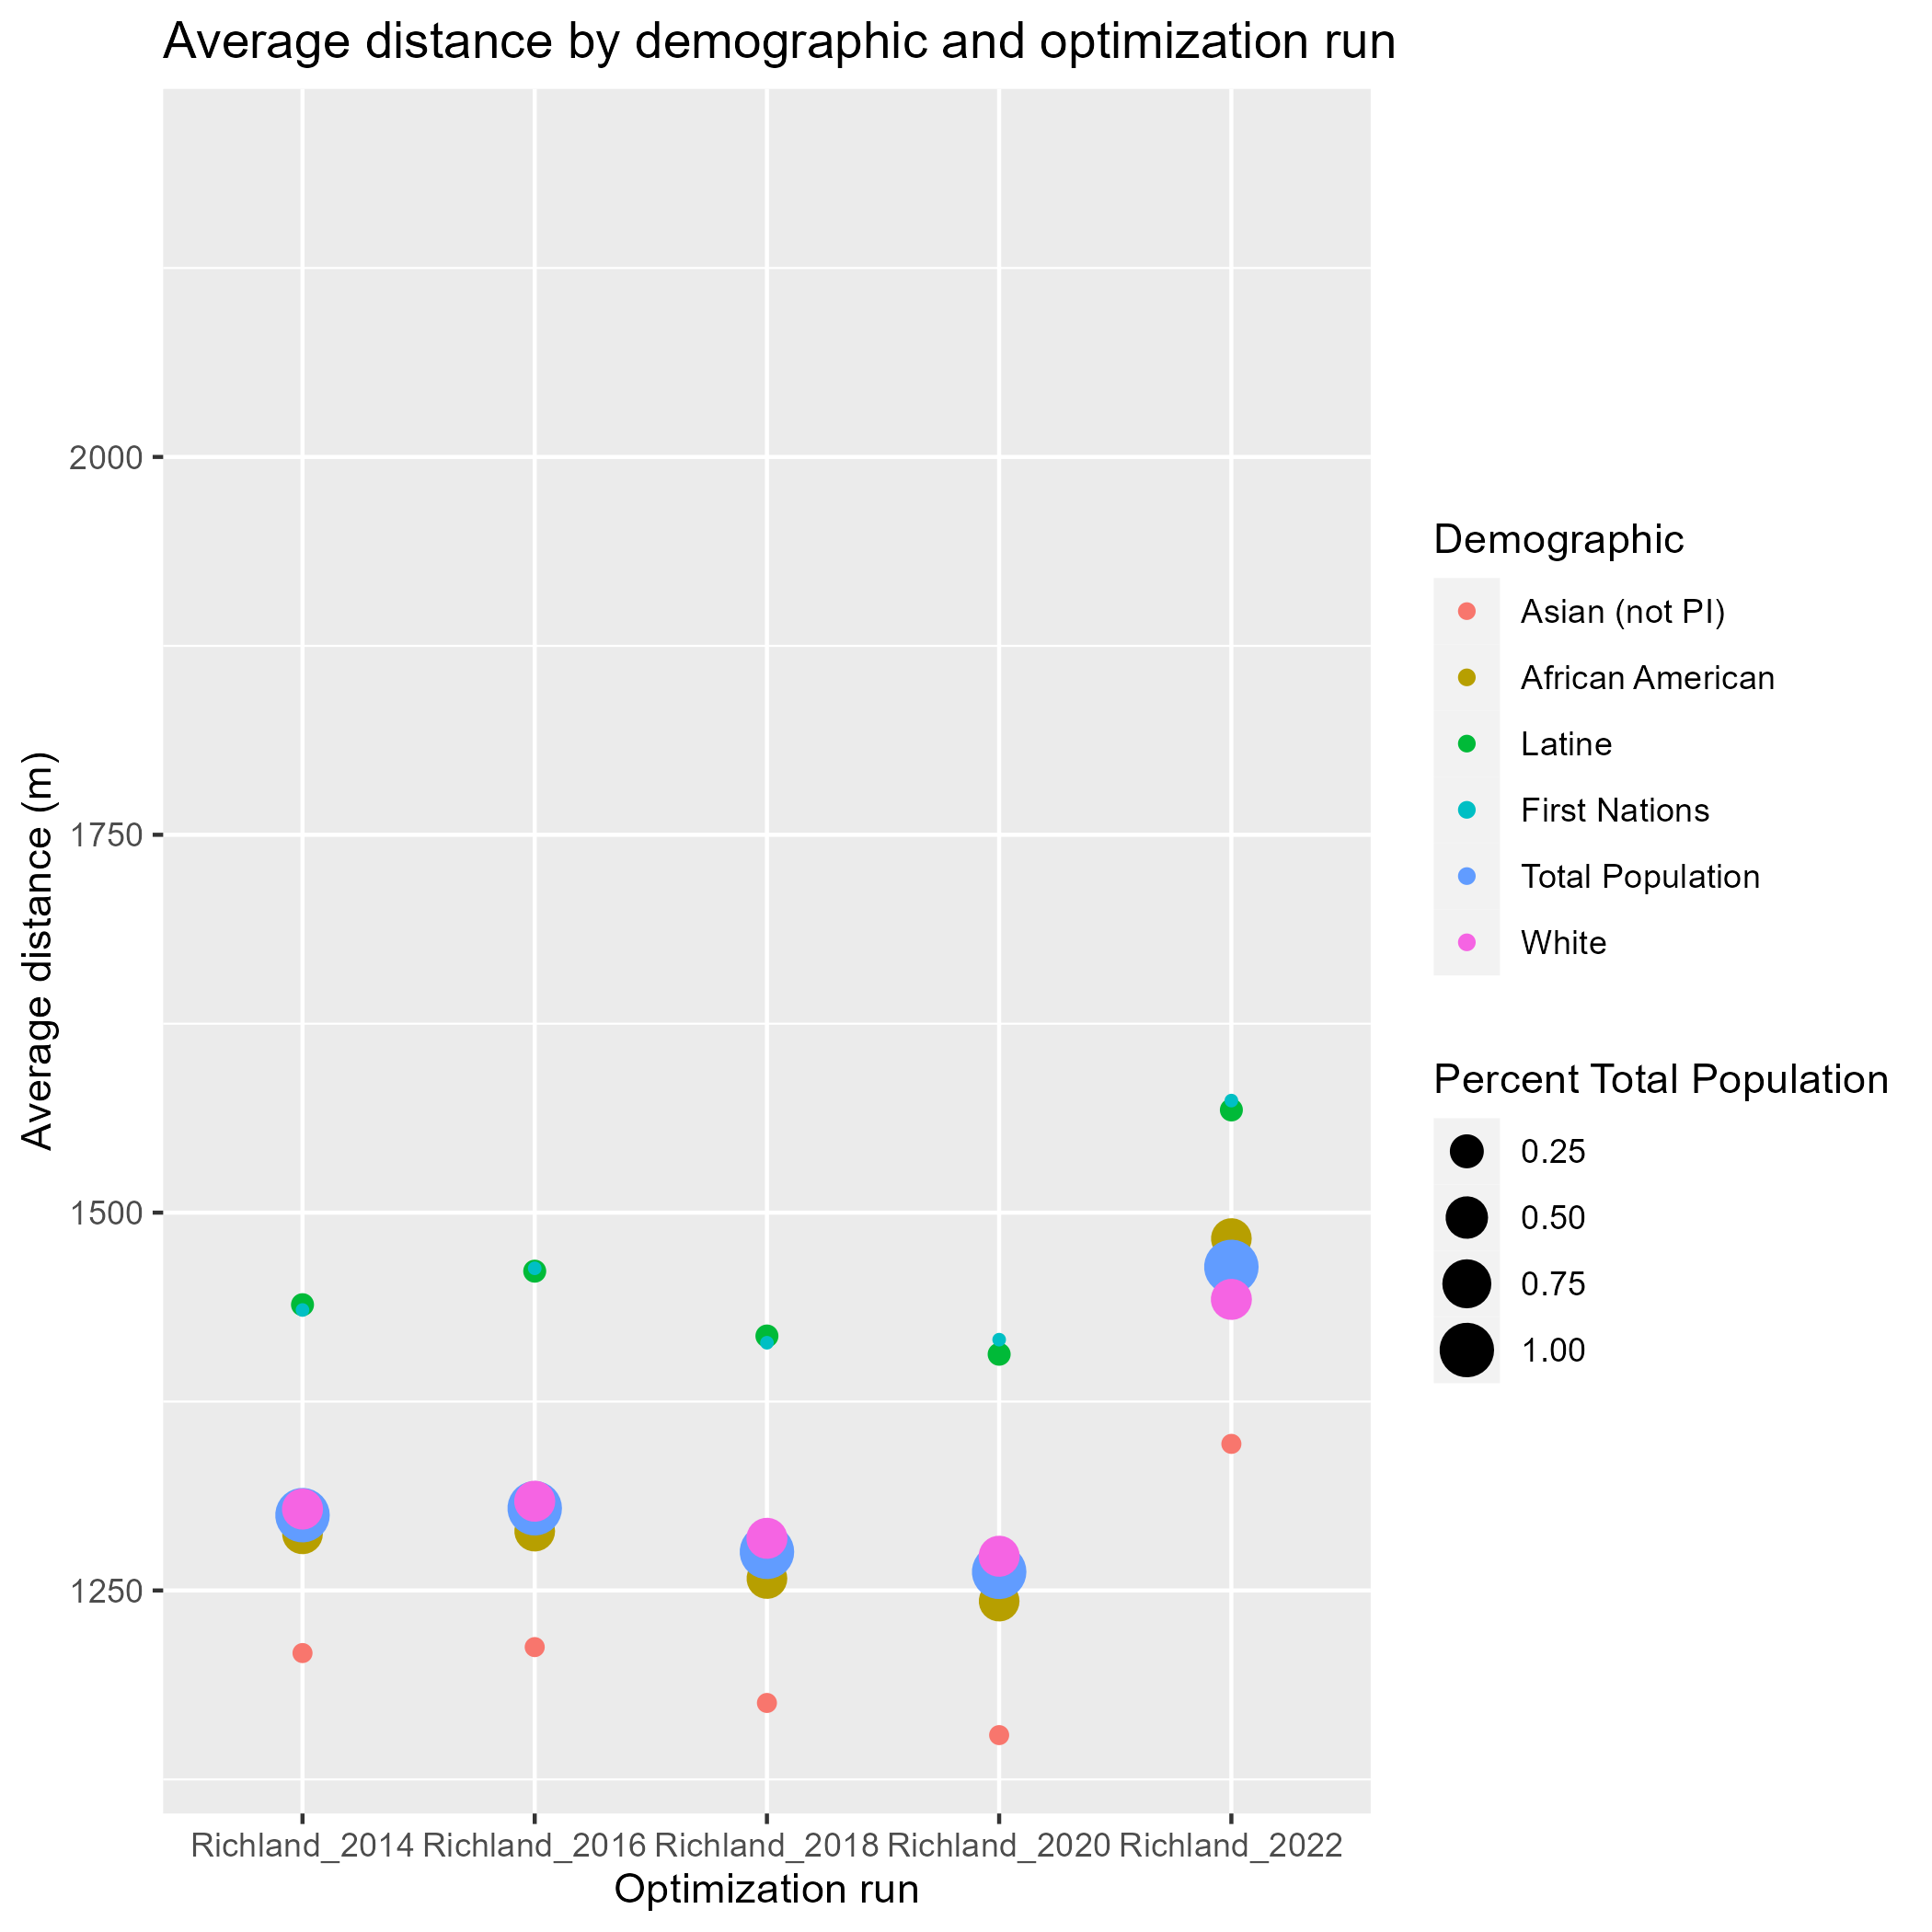 Average distance by demographic and optimization run
Average distance (m)
2000
1750
1500
1250
Richland_2014 Richland_2016 Richland_2018 Richland_2020 Richland_2022
Optimization run
Demographic
Asian (not PI)
African American
Latine
First Nations
Total Population
White
Percent Total Population
0.25
0.50
0.75
1.00